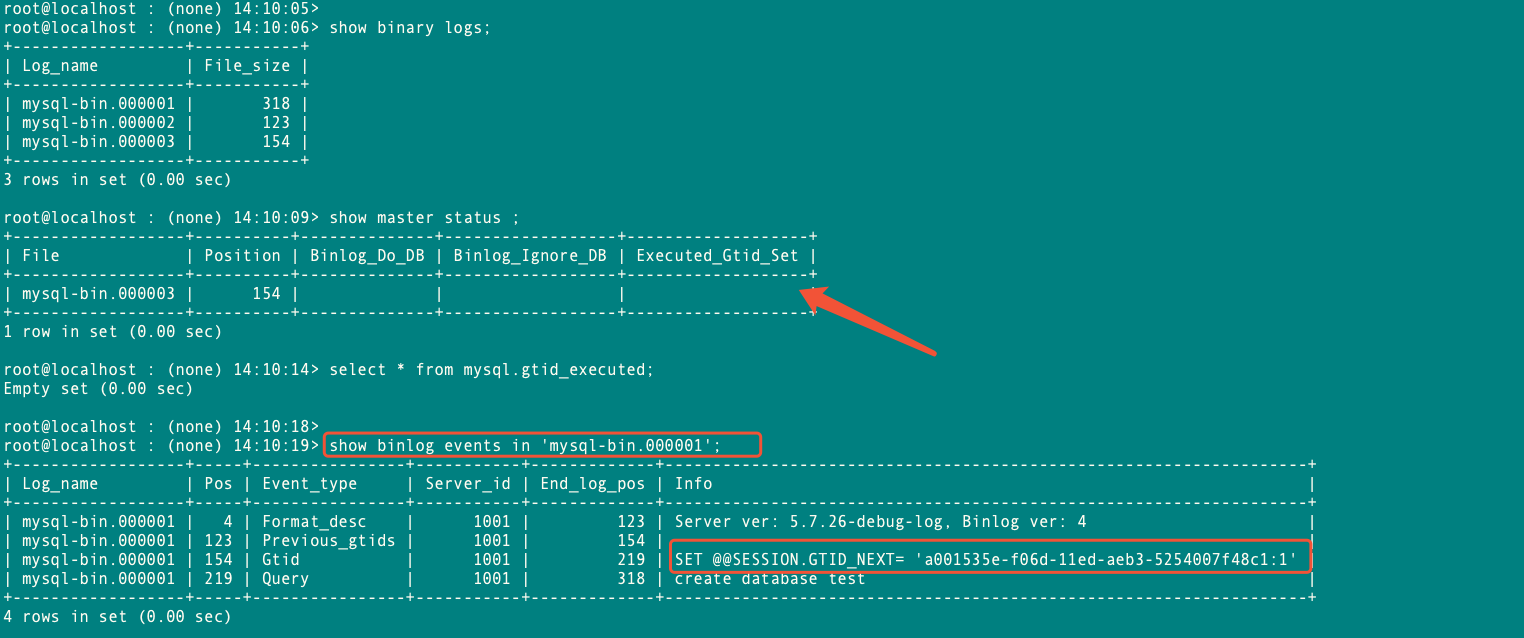 root@localhost : (none) 14:10:05>
root@localhost : (none) 14:10:06> show binary logs;
+------------------+-----------+
| Log_name         | File_size |
+------------------+-----------+
| mysql-bin.000001 |       318 |
| mysql-bin.000002 |       123 |
| mysql-bin.000003 |       154 |
+------------------+-----------+
3 rows in set (0.00 sec)

root@localhost : (none) 14:10:09> show master status ;
+------------------+----------+--------------+------------------+-------------------+
| File             | Position | Binlog_Do_DB | Binlog_Ignore_DB | Executed_Gtid_Set |
+------------------+----------+--------------+------------------+-------------------+
| mysql-bin.000003 |      154 |              |                  |                   |
+------------------+----------+--------------+------------------+-------------------+
1 row in set (0.00 sec)

root@localhost : (none) 14:10:14> select * from mysql.gtid_executed;
Empty set (0.00 sec)

root@localhost : (none) 14:10:18>
root@localhost : (none) 14:10:19> show binlog events in 'mysql-bin.000001';
+------------------+-----+----------------+-----------+-------------+-------------------------------------------------------------------+
| Log_name         | Pos | Event_type     | Server_id | End_log_pos | Info                                                              |
+------------------+-----+----------------+-----------+-------------+-------------------------------------------------------------------+
| mysql-bin.000001 |   4 | Format_desc    |      1001 |         123 | Server ver: 5.7.26-debug-log, Binlog ver: 4                       |
| mysql-bin.000001 | 123 | Previous_gtids |      1001 |         154 |                                                                   |
| mysql-bin.000001 | 154 | Gtid           |      1001 |         219 | SET @@SESSION.GTID_NEXT= 'a001535e-f06d-11ed-aeb3-5254007f48c1:1' |
| mysql-bin.000001 | 219 | Query          |      1001 |         318 | create database test                                              |
+------------------+-----+----------------+-----------+-------------+-------------------------------------------------------------------+
4 rows in set (0.00 sec)